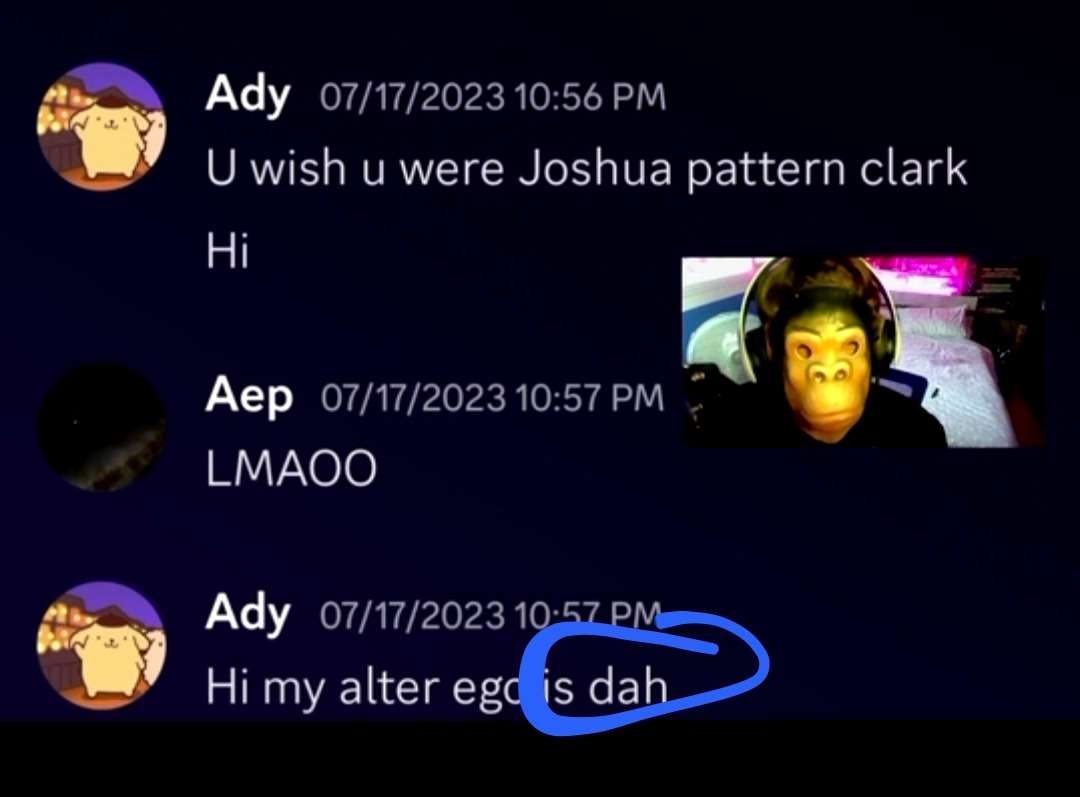 Ady 07/17/2023 10:56 PM
U wish u were Joshua pattern clark
Hi
Aep 07/17/2023 10:57 PM
LMAOO
Ady 07/17/2023 10:57 PM
Hi my alter ego is dah